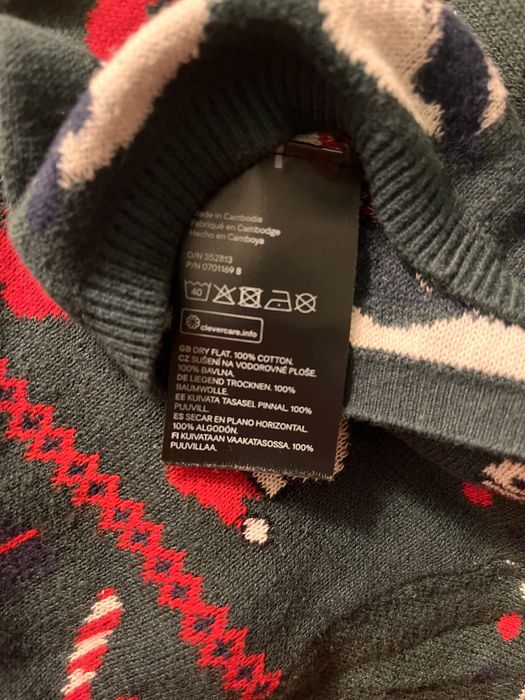 Made in Cambodia
Fabriqué en Cambodge
Hecho en Camboya
O/N 352813
P/N 0701169 8
40
clevercare.info
GB DRY FLAT. 100% COTTON.
CZ SUŠENÍ NA VODOROVNÉ PLOŠE.
100% BAVLNA.
DE LIEGEND TROCKNEN. 100%
BAUMWOLLE.
EE KUIVATA TASASEL PINNAL. 100%
PUUVILL.
ES SECAR EN PLANO HORIZONTAL.
100% ALGODÓN.
FI KUIVATAAN VAAKATASOSSA. 100%
PUUVILLAA.